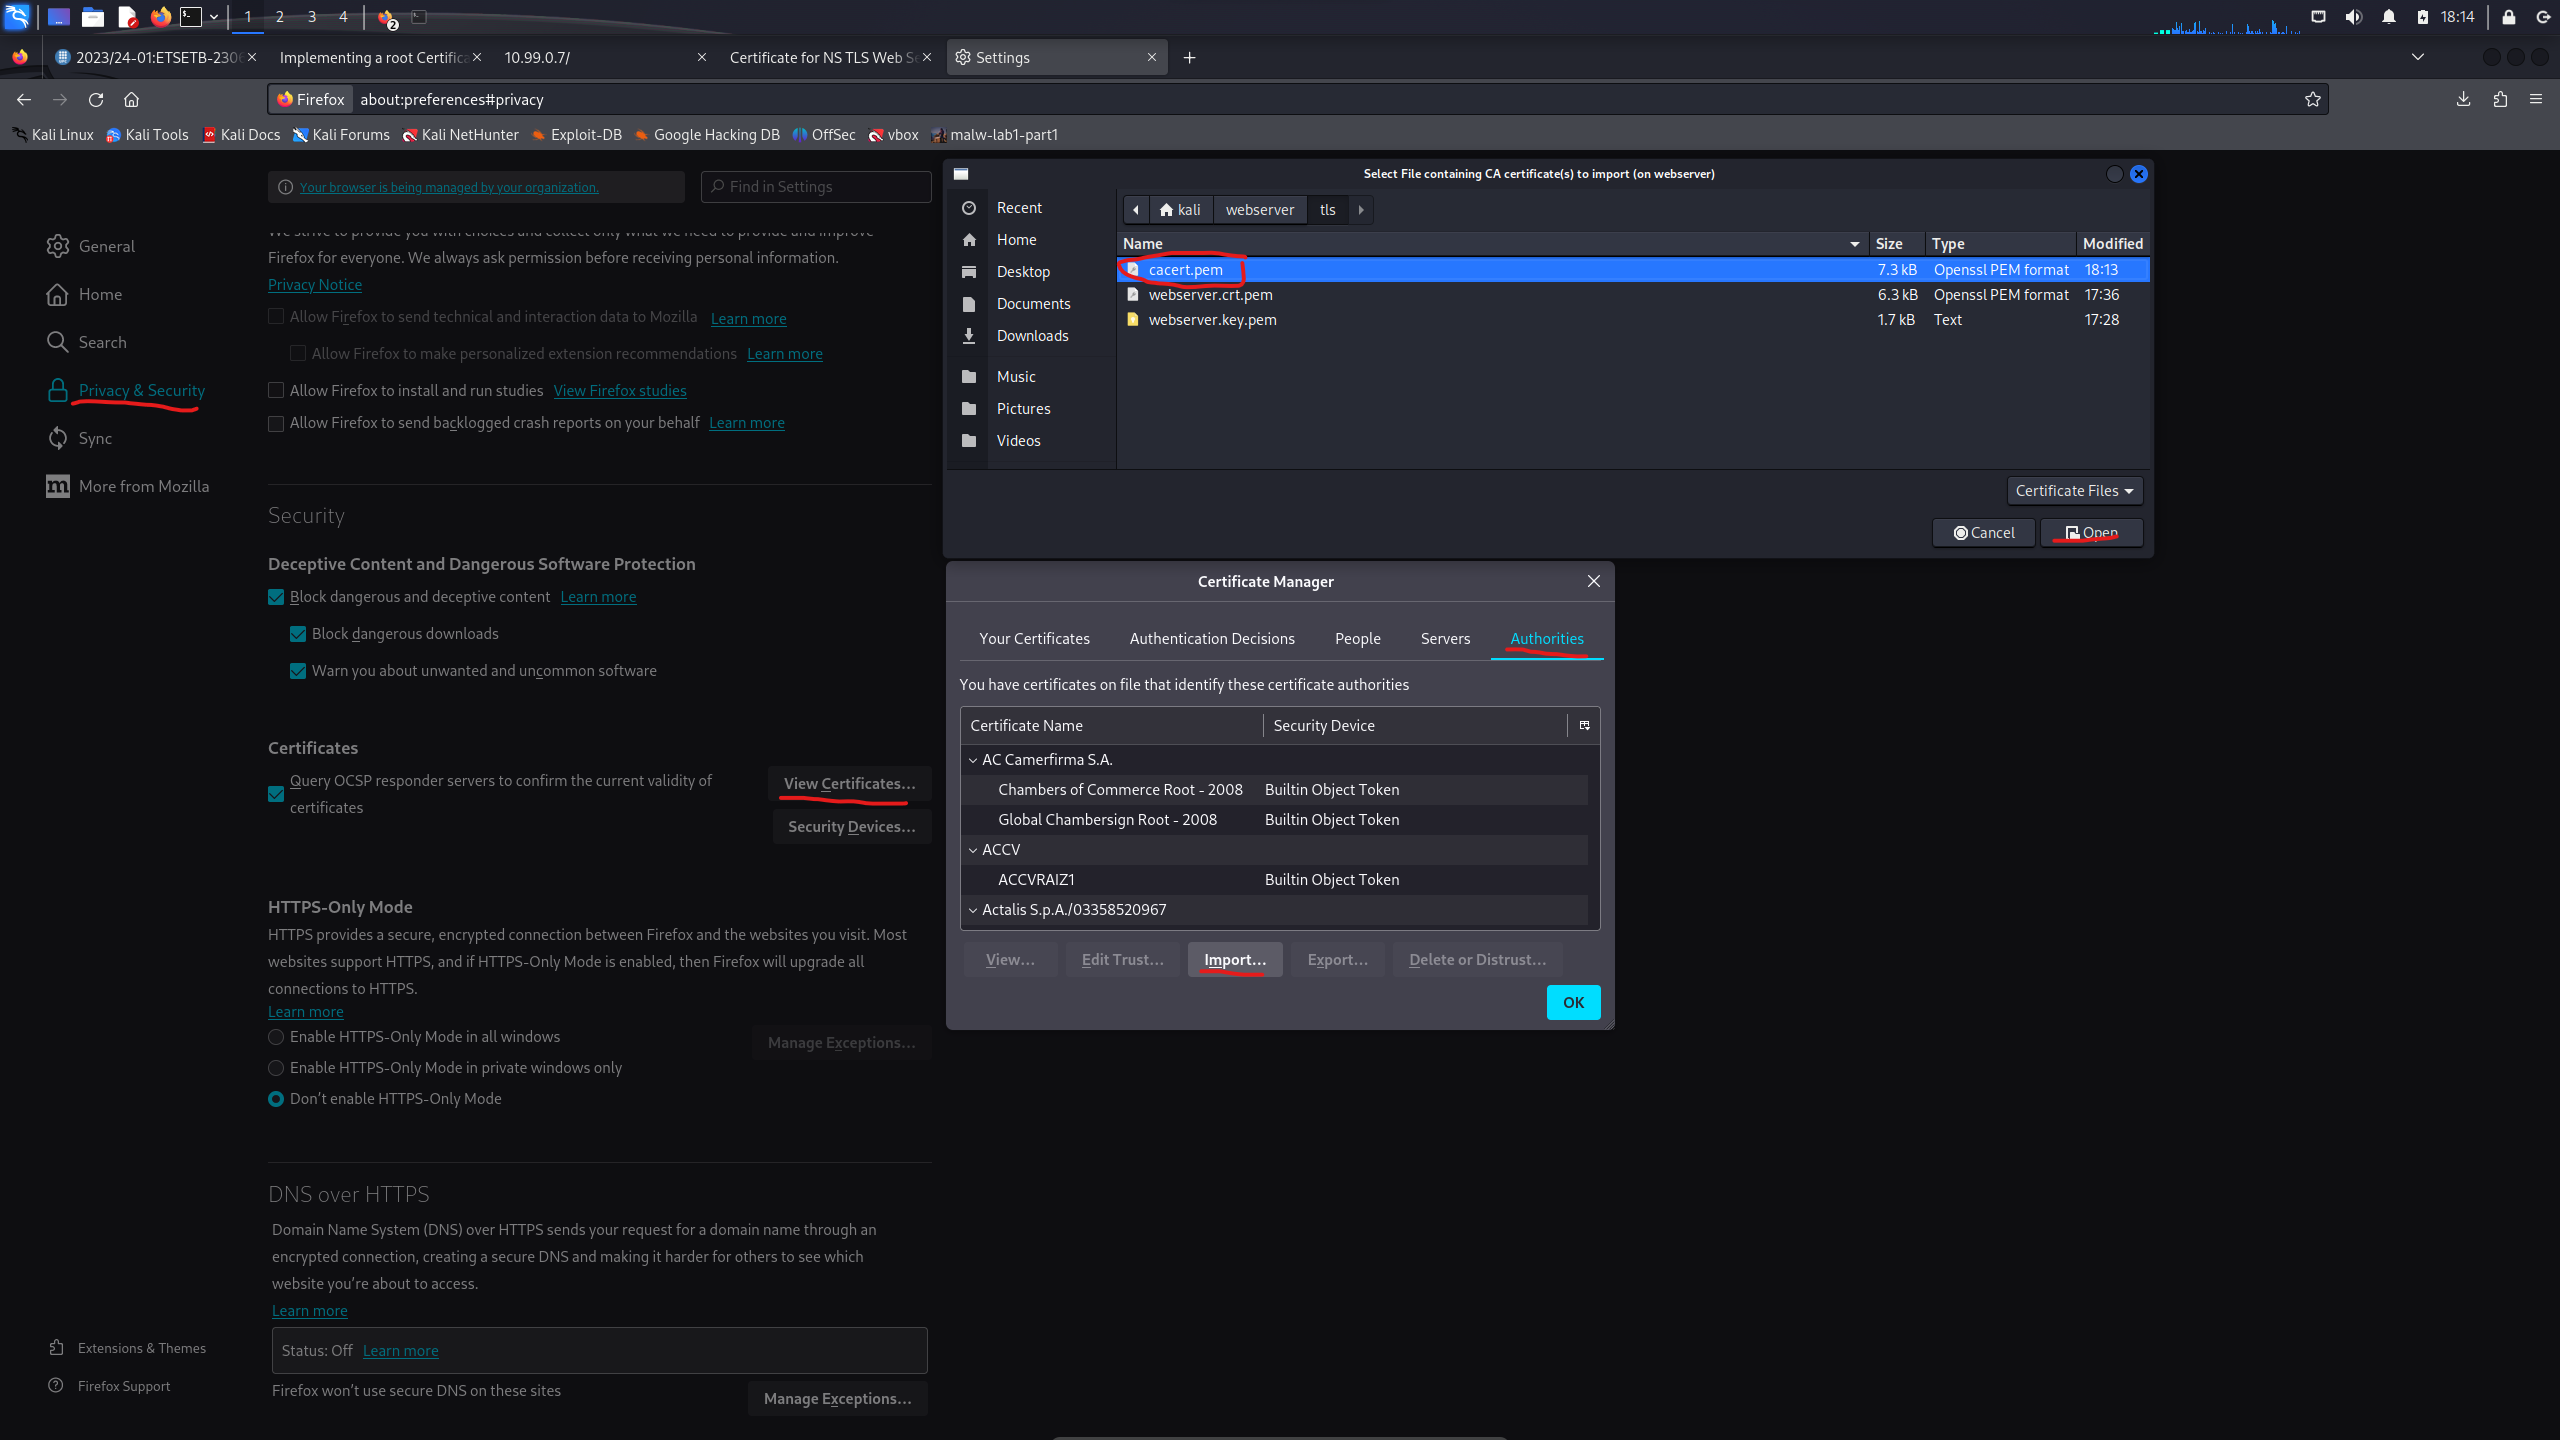 1 2 3 4 2 18:14
2023/24-01:ETSETB-230 Implementing a root Certifica 10.99.0.7/ Certificate for NS TLS Web Se Settings
Firefox about:preferences#privacy
Kali Linux Kali Tools Kali Docs Kali Forums Kali NetHunter Exploit-DB Google Hacking DB OffSec vbox malw-lab1-part1
Your browser is being managed by your organization. Find in Settings
General
Home
Search
Privacy & Security
Sync
More from Mozilla
Extensions & Themes
Firefox Support
We strive to provide you with choices and collect only what we need to provide and improve
Firefox for everyone. We always ask permission before receiving personal information.
Privacy Notice
Allow Firefox to send technical and interaction data to Mozilla Learn more
Allow Firefox to make personalized extension recommendations Learn more
Allow Firefox to install and run studies View Firefox studies
Allow Firefox to send backlogged crash reports on your behalf Learn more
Security
Deceptive Content and Dangerous Software Protection
Block dangerous and deceptive content Learn more
Block dangerous downloads
Warn you about unwanted and uncommon software
Certificates
Query OCSP responder servers to confirm the current validity of
certificates
View Certificates...
Security Devices...
HTTPS-Only Mode
HTTPS provides a secure, encrypted connection between Firefox and the websites you visit. Most
websites support HTTPS, and if HTTPS-Only Mode is enabled, then Firefox will upgrade all
connections to HTTPS.
Learn more
Enable HTTPS-Only Mode in all windows Manage Exceptions...
Enable HTTPS-Only Mode in private windows only
Don't enable HTTPS-Only Mode
DNS over HTTPS
Domain Name System (DNS) over HTTPS sends your request for a domain name through an
encrypted connection, creating a secure DNS and making it harder for others to see which
website you're about to access.
Learn more
Status: Off Learn more
Firefox won't use secure DNS on these sites Manage Exceptions...
Select File containing CA certificate(s) to import (on webserver)
Recent
Home
Desktop
Documents
Downloads
Music
Pictures
Videos
kali webserver tls
Name Size Type Modified
cacert.pem 7.3 kB Openssl PEM format 18:13
webserver.crt.pem 6.3 kB Openssl PEM format 17:36
webserver.key.pem 1.7 kB Text 17:28
Certificate Files
Cancel Open
Certificate Manager
Your Certificates Authentication Decisions People Servers Authorities
You have certificates on file that identify these certificate authorities
Certificate Name Security Device
AC Camerfirma S.A.
Chambers of Commerce Root - 2008 Builtin Object Token
Global Chambersign Root - 2008 Builtin Object Token
ACCV
ACCVRAIZ1 Builtin Object Token
Actalis S.p.A./03358520967
View... Edit Trust... Import... Export... Delete or Distrust...
OK